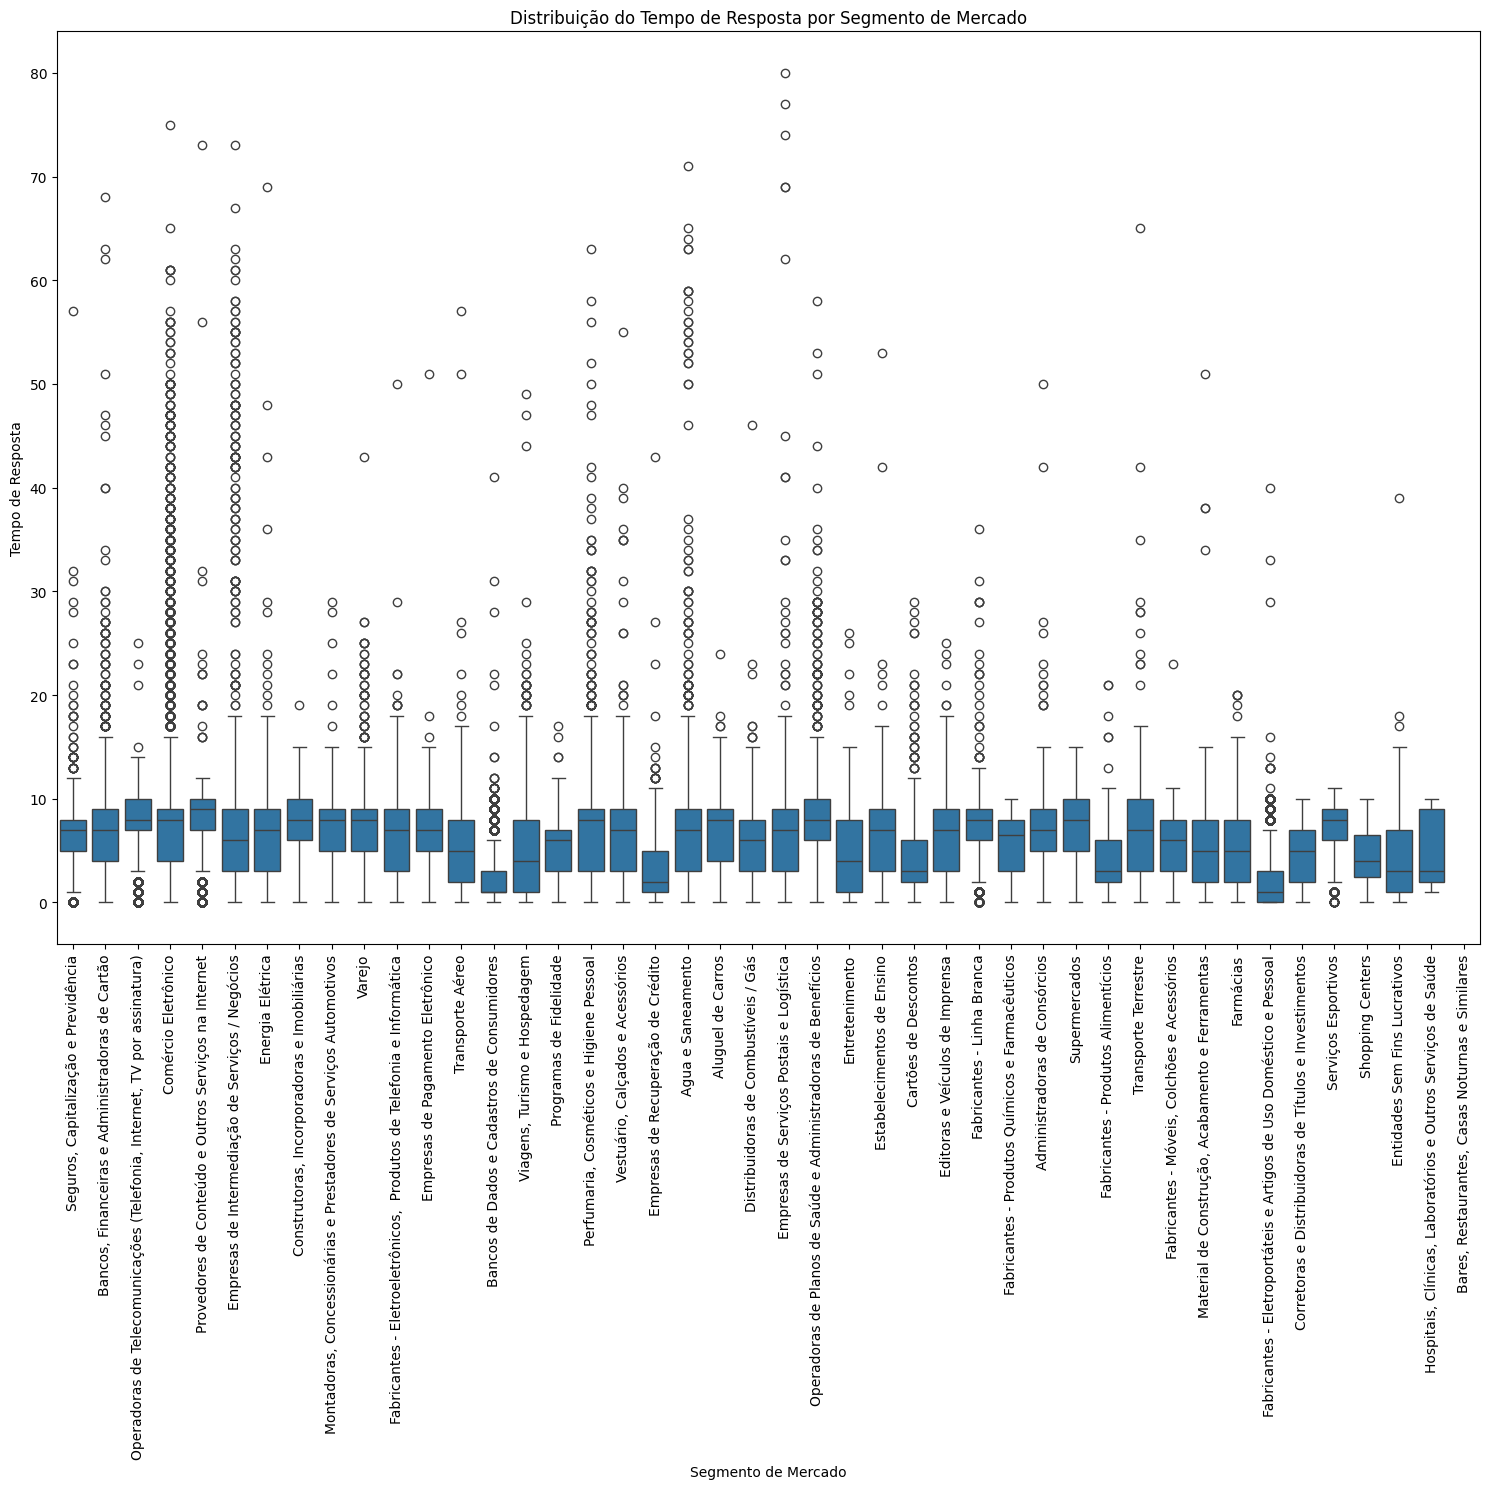 Distribuição do Tempo de Resposta por Segmento de Mercado
Tempo de Resposta
80
70
60
50
40
30
20
10
0
Seguros, Capitalização e Previdência
Bancos, Financeiras e Administradoras de Cartão
Operadoras de Telecomunicações (Telefonia, Internet, TV por assinatura)
Comércio Eletrônico
Provedores de Conteúdo e Outros Serviços na Internet
Empresas de Intermediação de Serviços / Negócios
Energia Elétrica
Construtoras, Incorporadoras e Imobiliárias
Montadoras, Concessionárias e Prestadores de Serviços Automotivos
Varejo
Fabricantes - Eletroeletrônicos,  Produtos de Telefonia e Informática
Empresas de Pagamento Eletrônico
Transporte Aéreo
Bancos de Dados e Cadastros de Consumidores
Viagens, Turismo e Hospedagem
Programas de Fidelidade
Perfumaria, Cosméticos e Higiene Pessoal
Vestuário, Calçados e Acessórios
Empresas de Recuperação de Crédito
Água e Saneamento
Aluguel de Carros
Distribuidoras de Combustíveis / Gás
Empresas de Serviços Postais e Logística
Operadoras de Planos de Saúde e Administradoras de Benefícios
Entretenimento
Estabelecimentos de Ensino
Cartões de Descontos
Editoras e Veículos de Imprensa
Fabricantes - Linha Branca
Fabricantes - Produtos Químicos e Farmacêuticos
Administradoras de Consórcios
Supermercados
Fabricantes - Produtos Alimentícios
Transporte Terrestre
Fabricantes - Móveis, Colchões e Acessórios
Material de Construção, Acabamento e Ferramentas
Farmácias
Fabricantes - Eletroportáteis e Artigos de Uso Doméstico e Pessoal
Corretoras e Distribuidoras de Títulos e Investimentos
Serviços Esportivos
Shopping Centers
Entidades Sem Fins Lucrativos
Hospitais, Clínicas, Laboratórios e Outros Serviços de Saúde
Bares, Restaurantes, Casas Noturnas e Similares
Segmento de Mercado